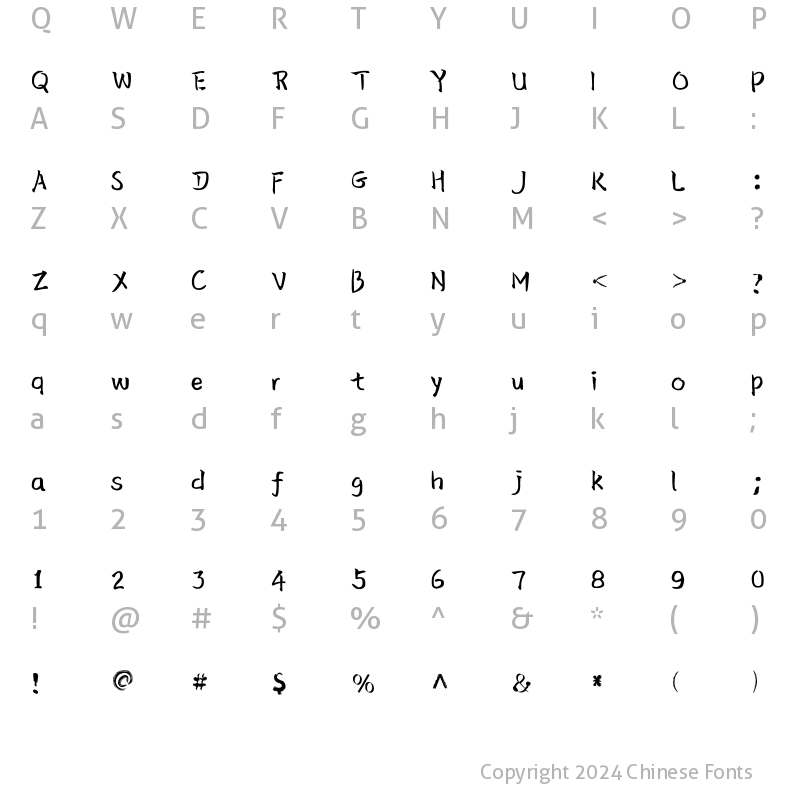 Q W E R T Y U I O P
Q W E R T Y U I O P
A S D F G H J K L :
A S D F G H J K L :
Z X C V B N M < > ?
Z X C V B N M < > ?
q w e r t y u i o p
q w e r t y u i o p
a s d f g h j k l ;
a s d f g h j k l ;
1 2 3 4 5 6 7 8 9 0
1 2 3 4 5 6 7 8 9 0
! @ # $ % ^ & * ( )
! @ # $ % ^ & * ( )
Copyright 2024 Chinese Fonts